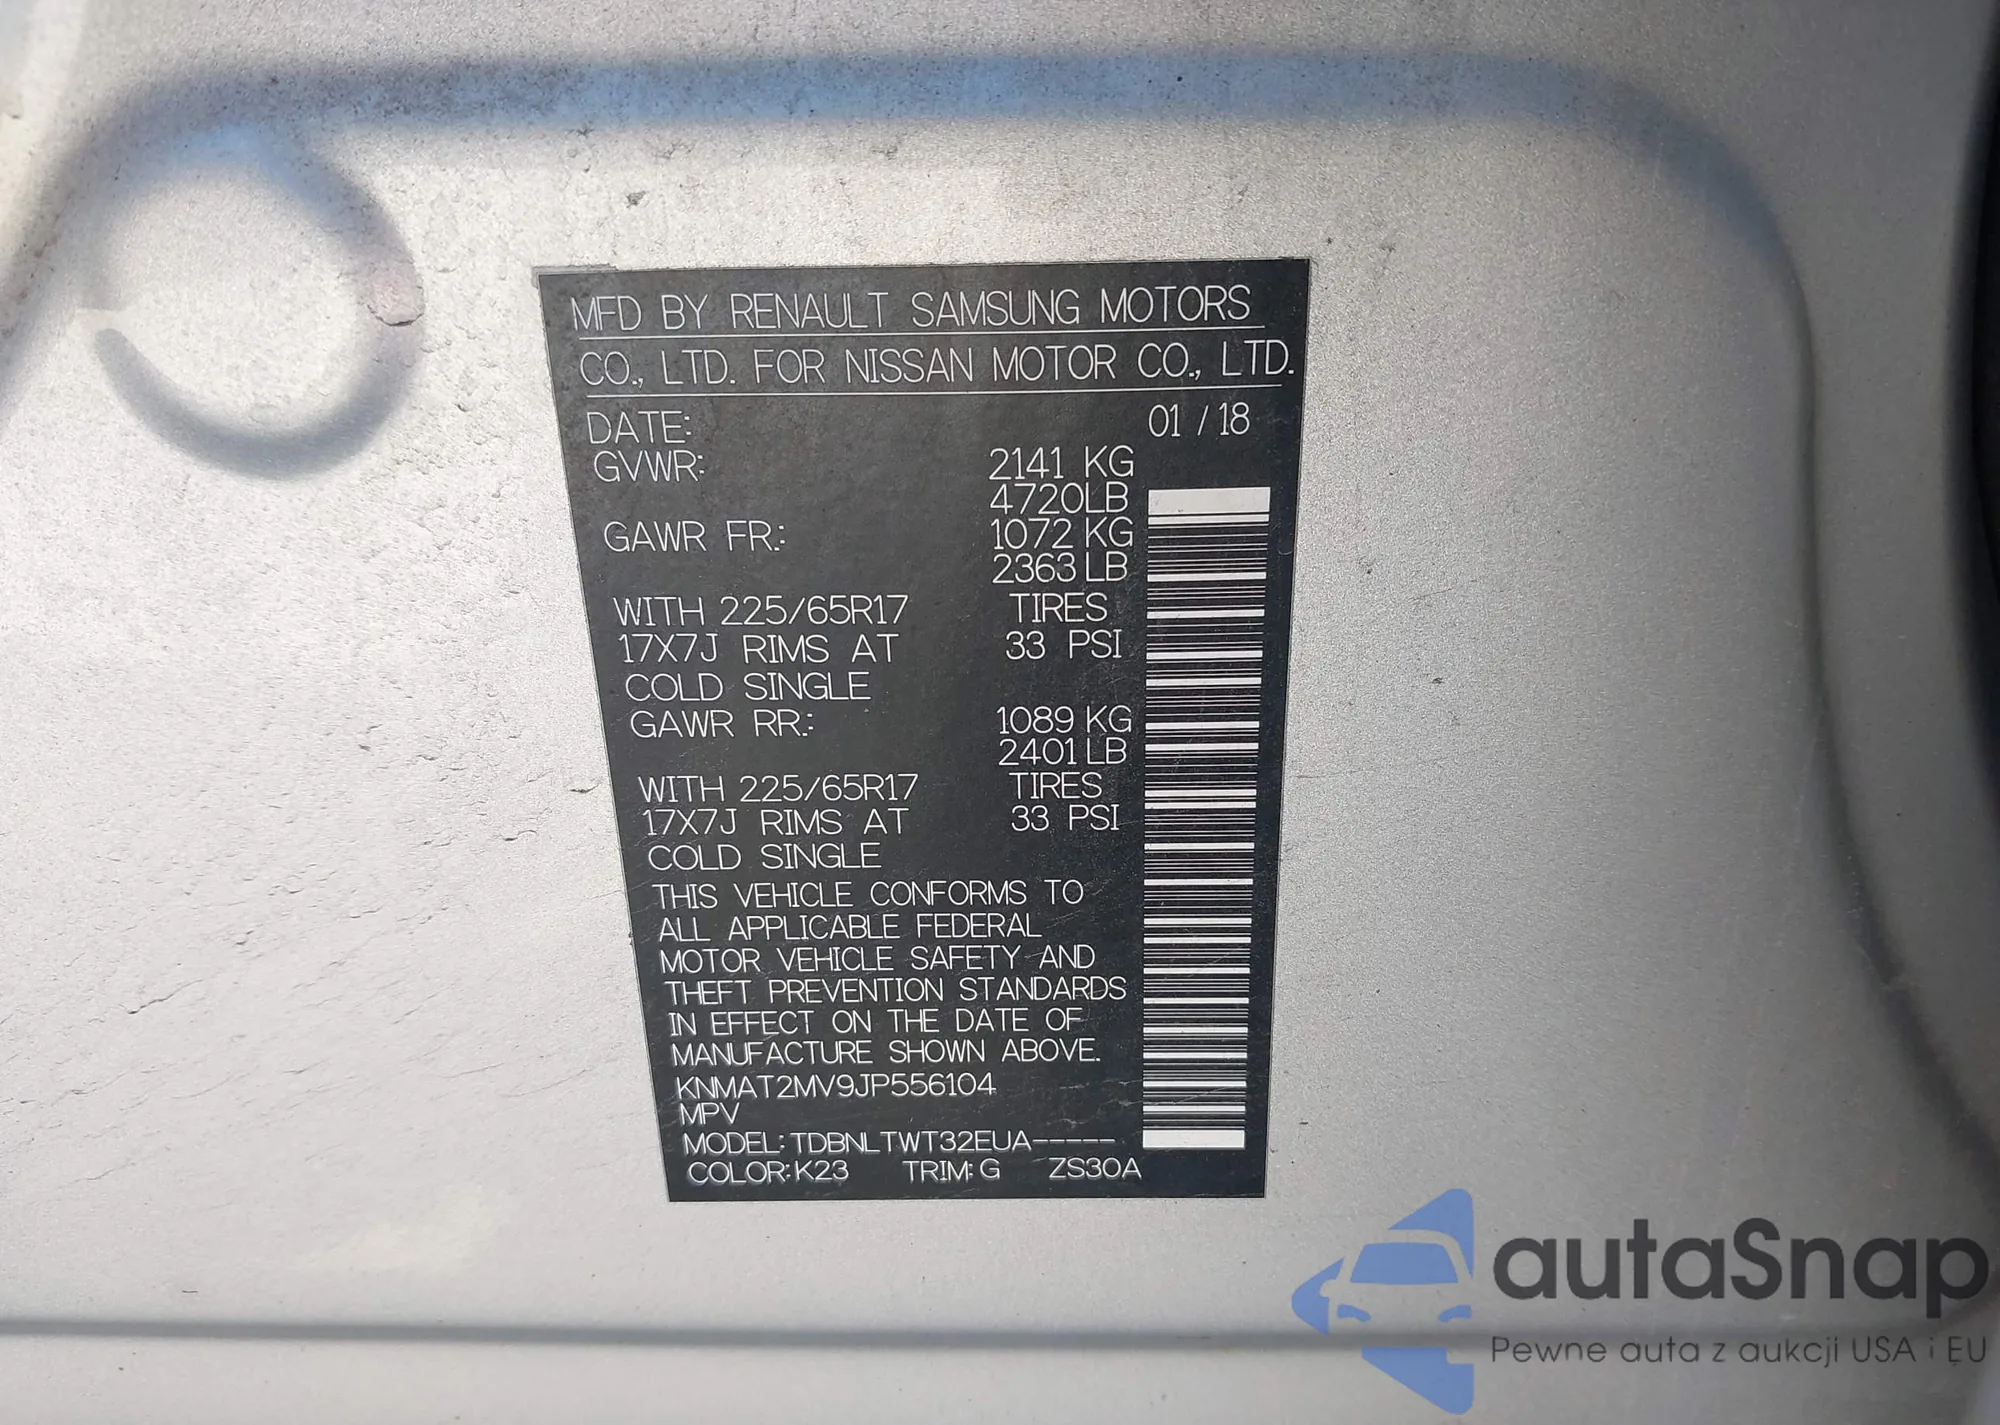 MFD BY RENAULT SAMSUNG MOTORS
CO., LTD. FOR NISSAN MOTOR CO., LTD.
DATE: 01 / 18
GVWR: 2141 KG
4720LB
GAWR FR.: 1072 KG
2363 LB
WITH 225/65R17 TIRES
17X7J RIMS AT 33 PSI
COLD SINGLE
GAWR RR.: 1089 KG
2401 LB
WITH 225/65R17 TIRES
17X7J RIMS AT 33 PSI
COLD SINGLE
THIS VEHICLE CONFORMS TO
ALL APPLICABLE FEDERAL
MOTOR VEHICLE SAFETY AND
THEFT PREVENTION STANDARDS
IN EFFECT ON THE DATE OF
MANUFACTURE SHOWN ABOVE.
KNMAT2MV9JP556104
MPV
MODEL: TDBNLTWT32EUA-----
COLOR: K23 TRIM: G ZS30A
autaSnap
Pewne auta z aukcji USA i EU